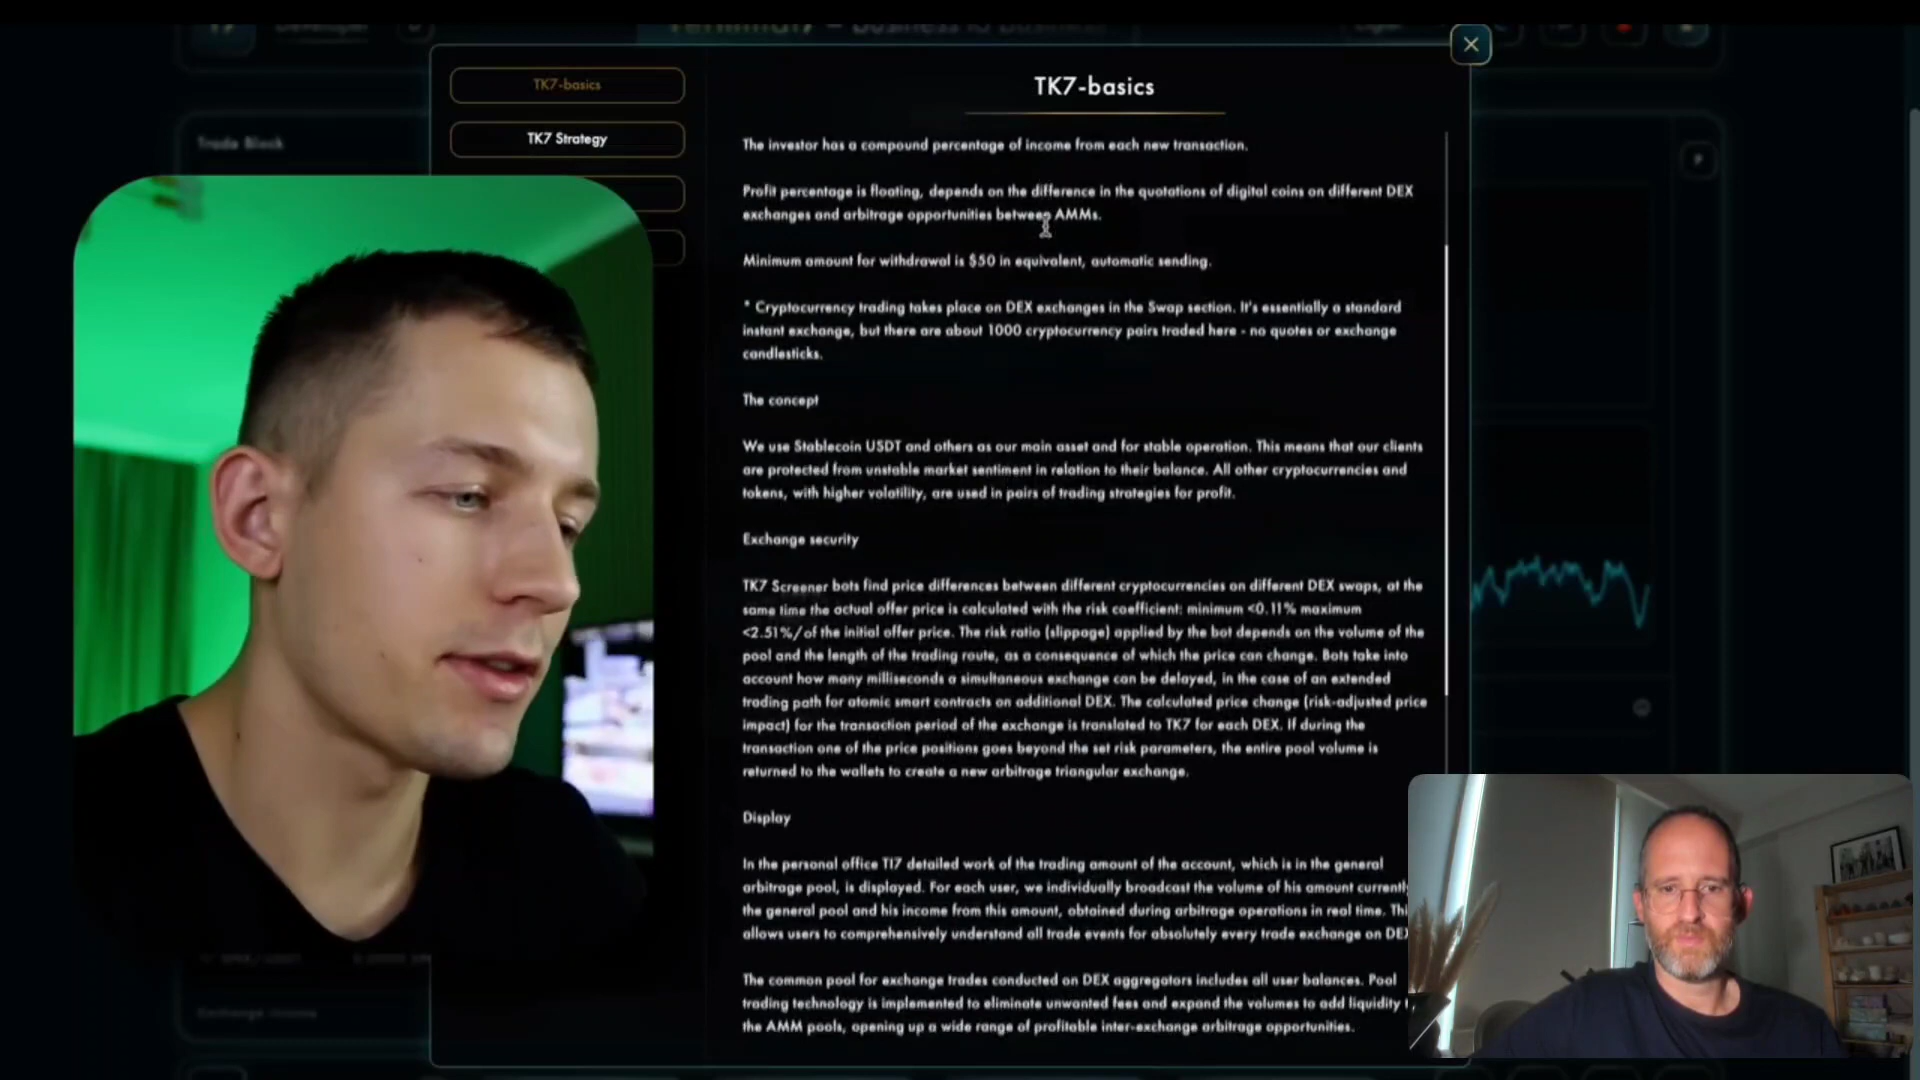 Terminal7 - Business to Business
Developer
Trade Block
TK7-basics
TK7 Strategy
TK7-basics
The investor has a compound percentage of income from each new transaction.
Profit percentage is floating, depends on the difference in the quotations of digital coins on different DEX
exchanges and arbitrage opportunities between AMMs.
Minimum amount for withdrawal is $50 in equivalent, automatic sending.
* Cryptocurrency trading takes place on DEX exchanges in the Swap section. It's essentially a standard
instant exchange, but there are about 1000 cryptocurrency pairs traded here - no quotes or exchange
candlesticks.
The concept
We use Stablecoin USDT and others as our main asset and for stable operation. This means that our clients
are protected from unstable market sentiment in relation to their balance. All other cryptocurrencies and
tokens, with higher volatility, are used in pairs of trading strategies for profit.
Exchange security
TK7 Screener bots find price differences between different cryptocurrencies on different DEX swaps, at the
same time the actual offer price is calculated with the risk coefficient: minimum <0.11% maximum
<2.51%/of the initial offer price. The risk ratio (slippage) applied by the bot depends on the volume of the
pool and the length of the trading route, as a consequence of which the price can change. Bots take into
account how many milliseconds a simultaneous exchange can be delayed, in the case of an extended
trading path for atomic smart contracts on additional DEX. The calculated price change (risk-adjusted price
impact) for the transaction period of the exchange is translated to TK7 for each DEX. If during the
transaction one of the price positions goes beyond the set risk parameters, the entire pool volume is
returned to the wallets to create a new arbitrage triangular exchange.
Display
In the personal office TI7 detailed work of the trading amount of the account, which is in the general
arbitrage pool, is displayed. For each user, we individually broadcast the volume of his amount currentl
the general pool and his income from this amount, obtained during arbitrage operations in real time. Thi
allows users to comprehensively understand all trade events for absolutely every trade exchange on DEX
The common pool for exchange trades conducted on DEX aggregators includes all user balances. Pool
trading technology is implemented to eliminate unwanted fees and expand the volumes to add liquidity
the AMM pools, opening up a wide range of profitable inter-exchange arbitrage opportunities.
Exchange income